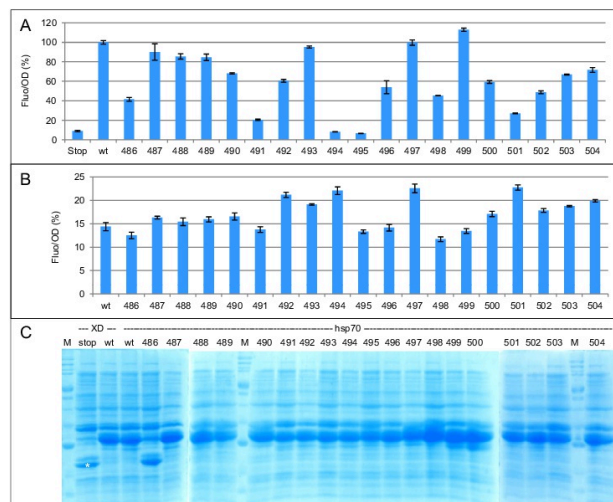 A
Fluo/OD (%)
120
100
80
60
40
20
0
Stop wt 486 487 488 489 490 491 492 493 494 495 496 497 498 499 500 501 502 503 504
B
Fluo/OD (%)
25
20
15
10
5
0
wt 486 487 488 489 490 491 492 493 494 495 496 497 498 499 500 501 502 503 504
C
---- XD ---- hsp70
M stop wt wt 486 487 488 489 M 490 491 492 493 494 495 496 497 498 499 500 501 502 503 M 504
*